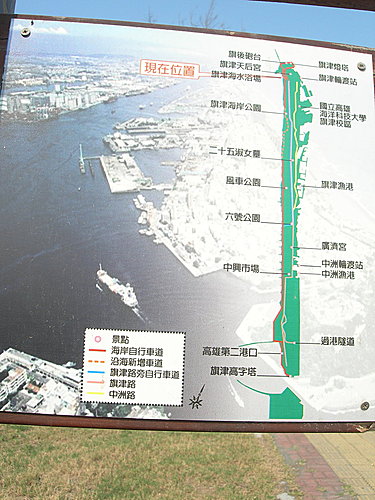 旗後砲台
旗津天后宮
現在位置
旗津海水浴場
旗津燈塔
旗津輪渡站
旗津海岸公園
國立高雄
海洋科技大學
旗津校區
二十五淑女墓
風車公園
旗津漁港
六號公園
廣濟宮
中洲輪渡站
中興市場
中洲漁港
過港隧道
高雄第二港口
旗津高字塔
景點
海岸自行車道
沿海新增車道
旗津路旁自行車道
旗津路
中洲路